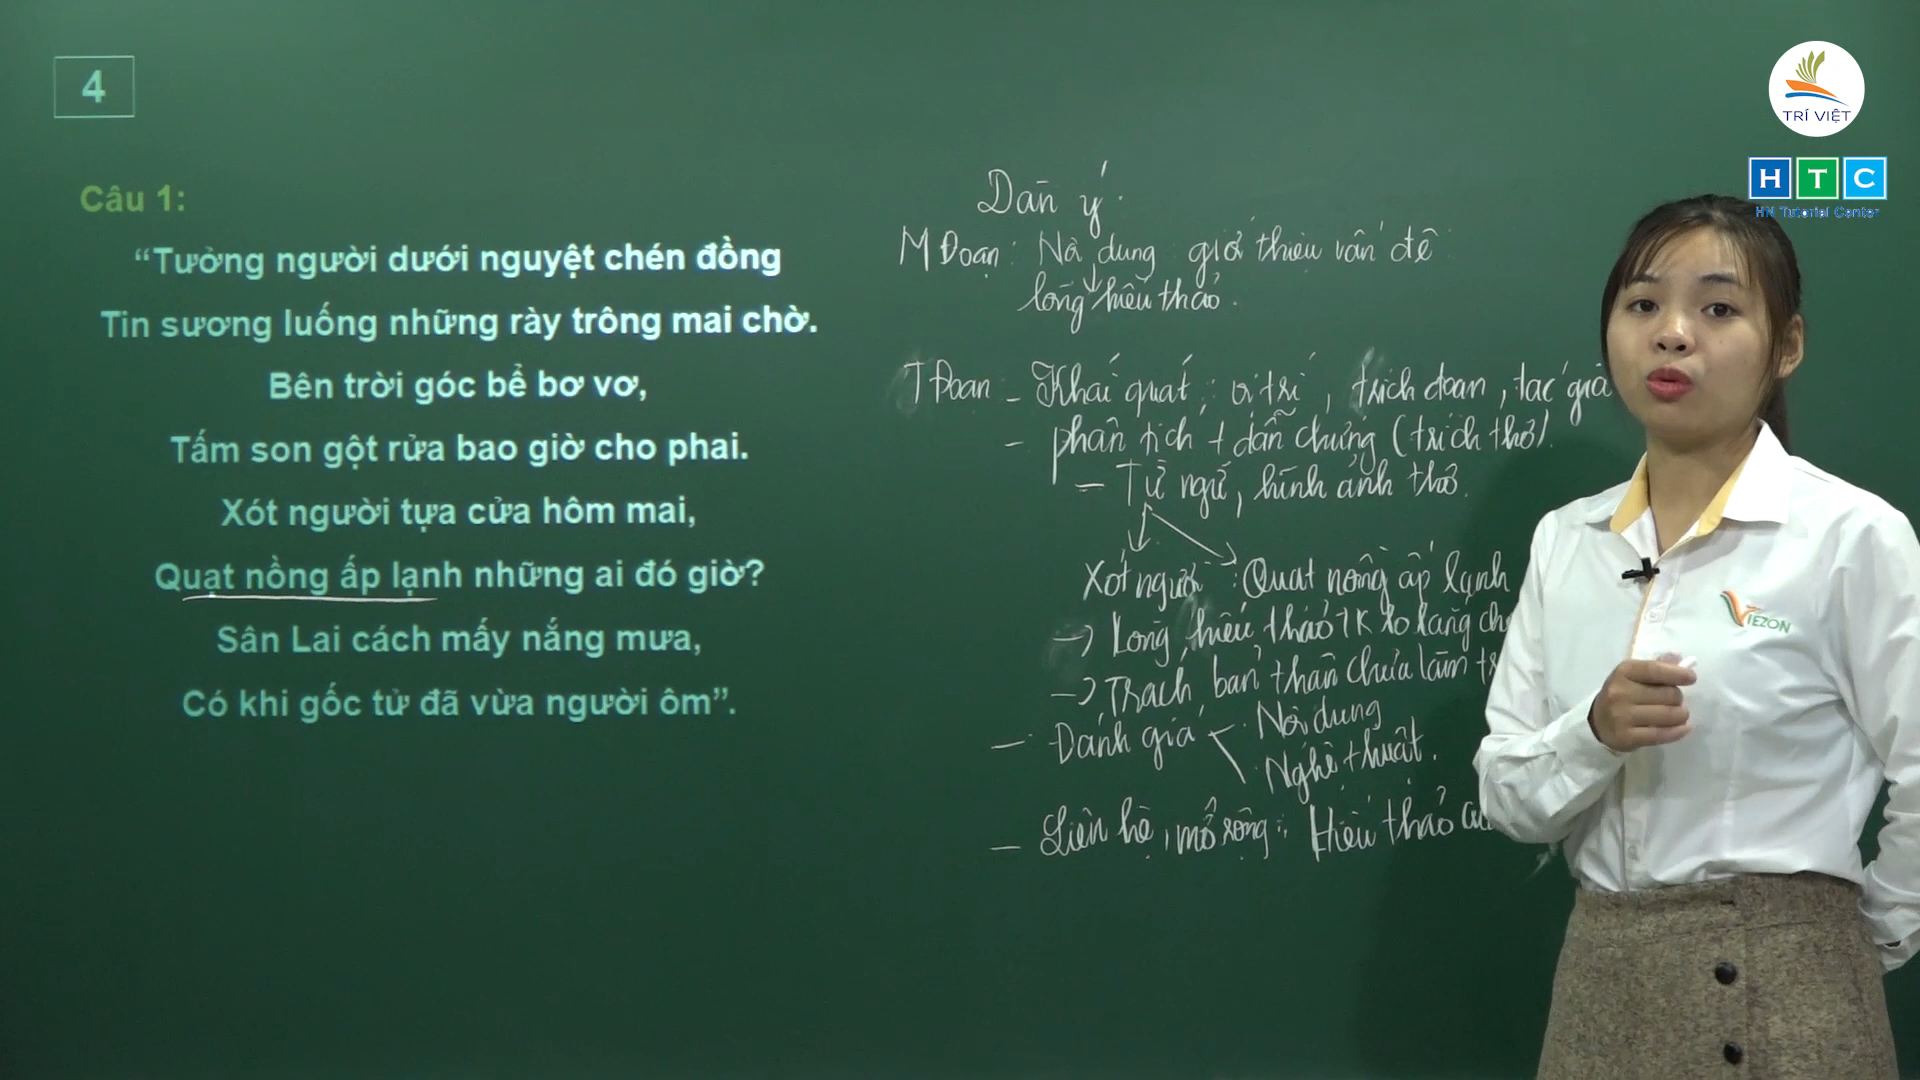 4
Câu 1:
“Tưởng người dưới nguyệt chén đồng
Tin sương luống những rày trông mai chờ.
Bên trời góc bể bơ vơ,
Tấm son gột rửa bao giờ cho phai.
Xót người tựa cửa hôm mai,
Quạt nồng ấp lạnh những ai đó giờ?
Sân Lai cách mấy nắng mưa,
Có khi gốc tử đã vừa người ôm”.
Dàn ý
M Đoạn: Nội dung giới thiệu vấn đề
lòng hiếu thảo.
T Đoạn - Khái quát: vị trí, trích đoạn, tác giả
- phân tích + dẫn chứng (trích thơ).
- Từ ngữ, hình ảnh thơ.
Xót người : Quạt nồng ấp lạnh
-> Lòng hiếu thảo TK lo lắng
-> Trách bản thân chưa làm
- Đánh giá - Nội dung
Nghệ thuật.
- Liên hệ, mở rộng: Hiếu thảo
TRÍ VIỆT
H T C
HN Tutorial Center
VIEZON